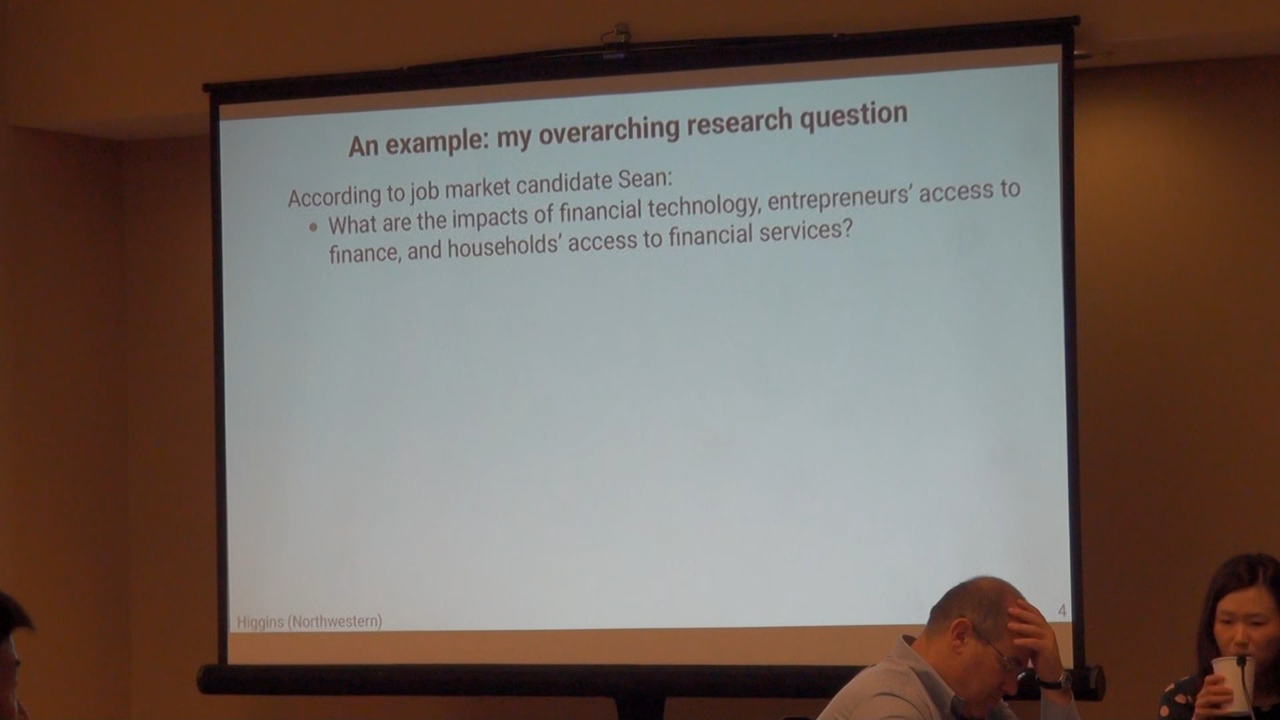 An example: my overarching research question
According to job market candidate Sean:
• What are the impacts of financial technology, entrepreneurs’ access to
finance, and households’ access to financial services?
Higgins (Northwestern)
4